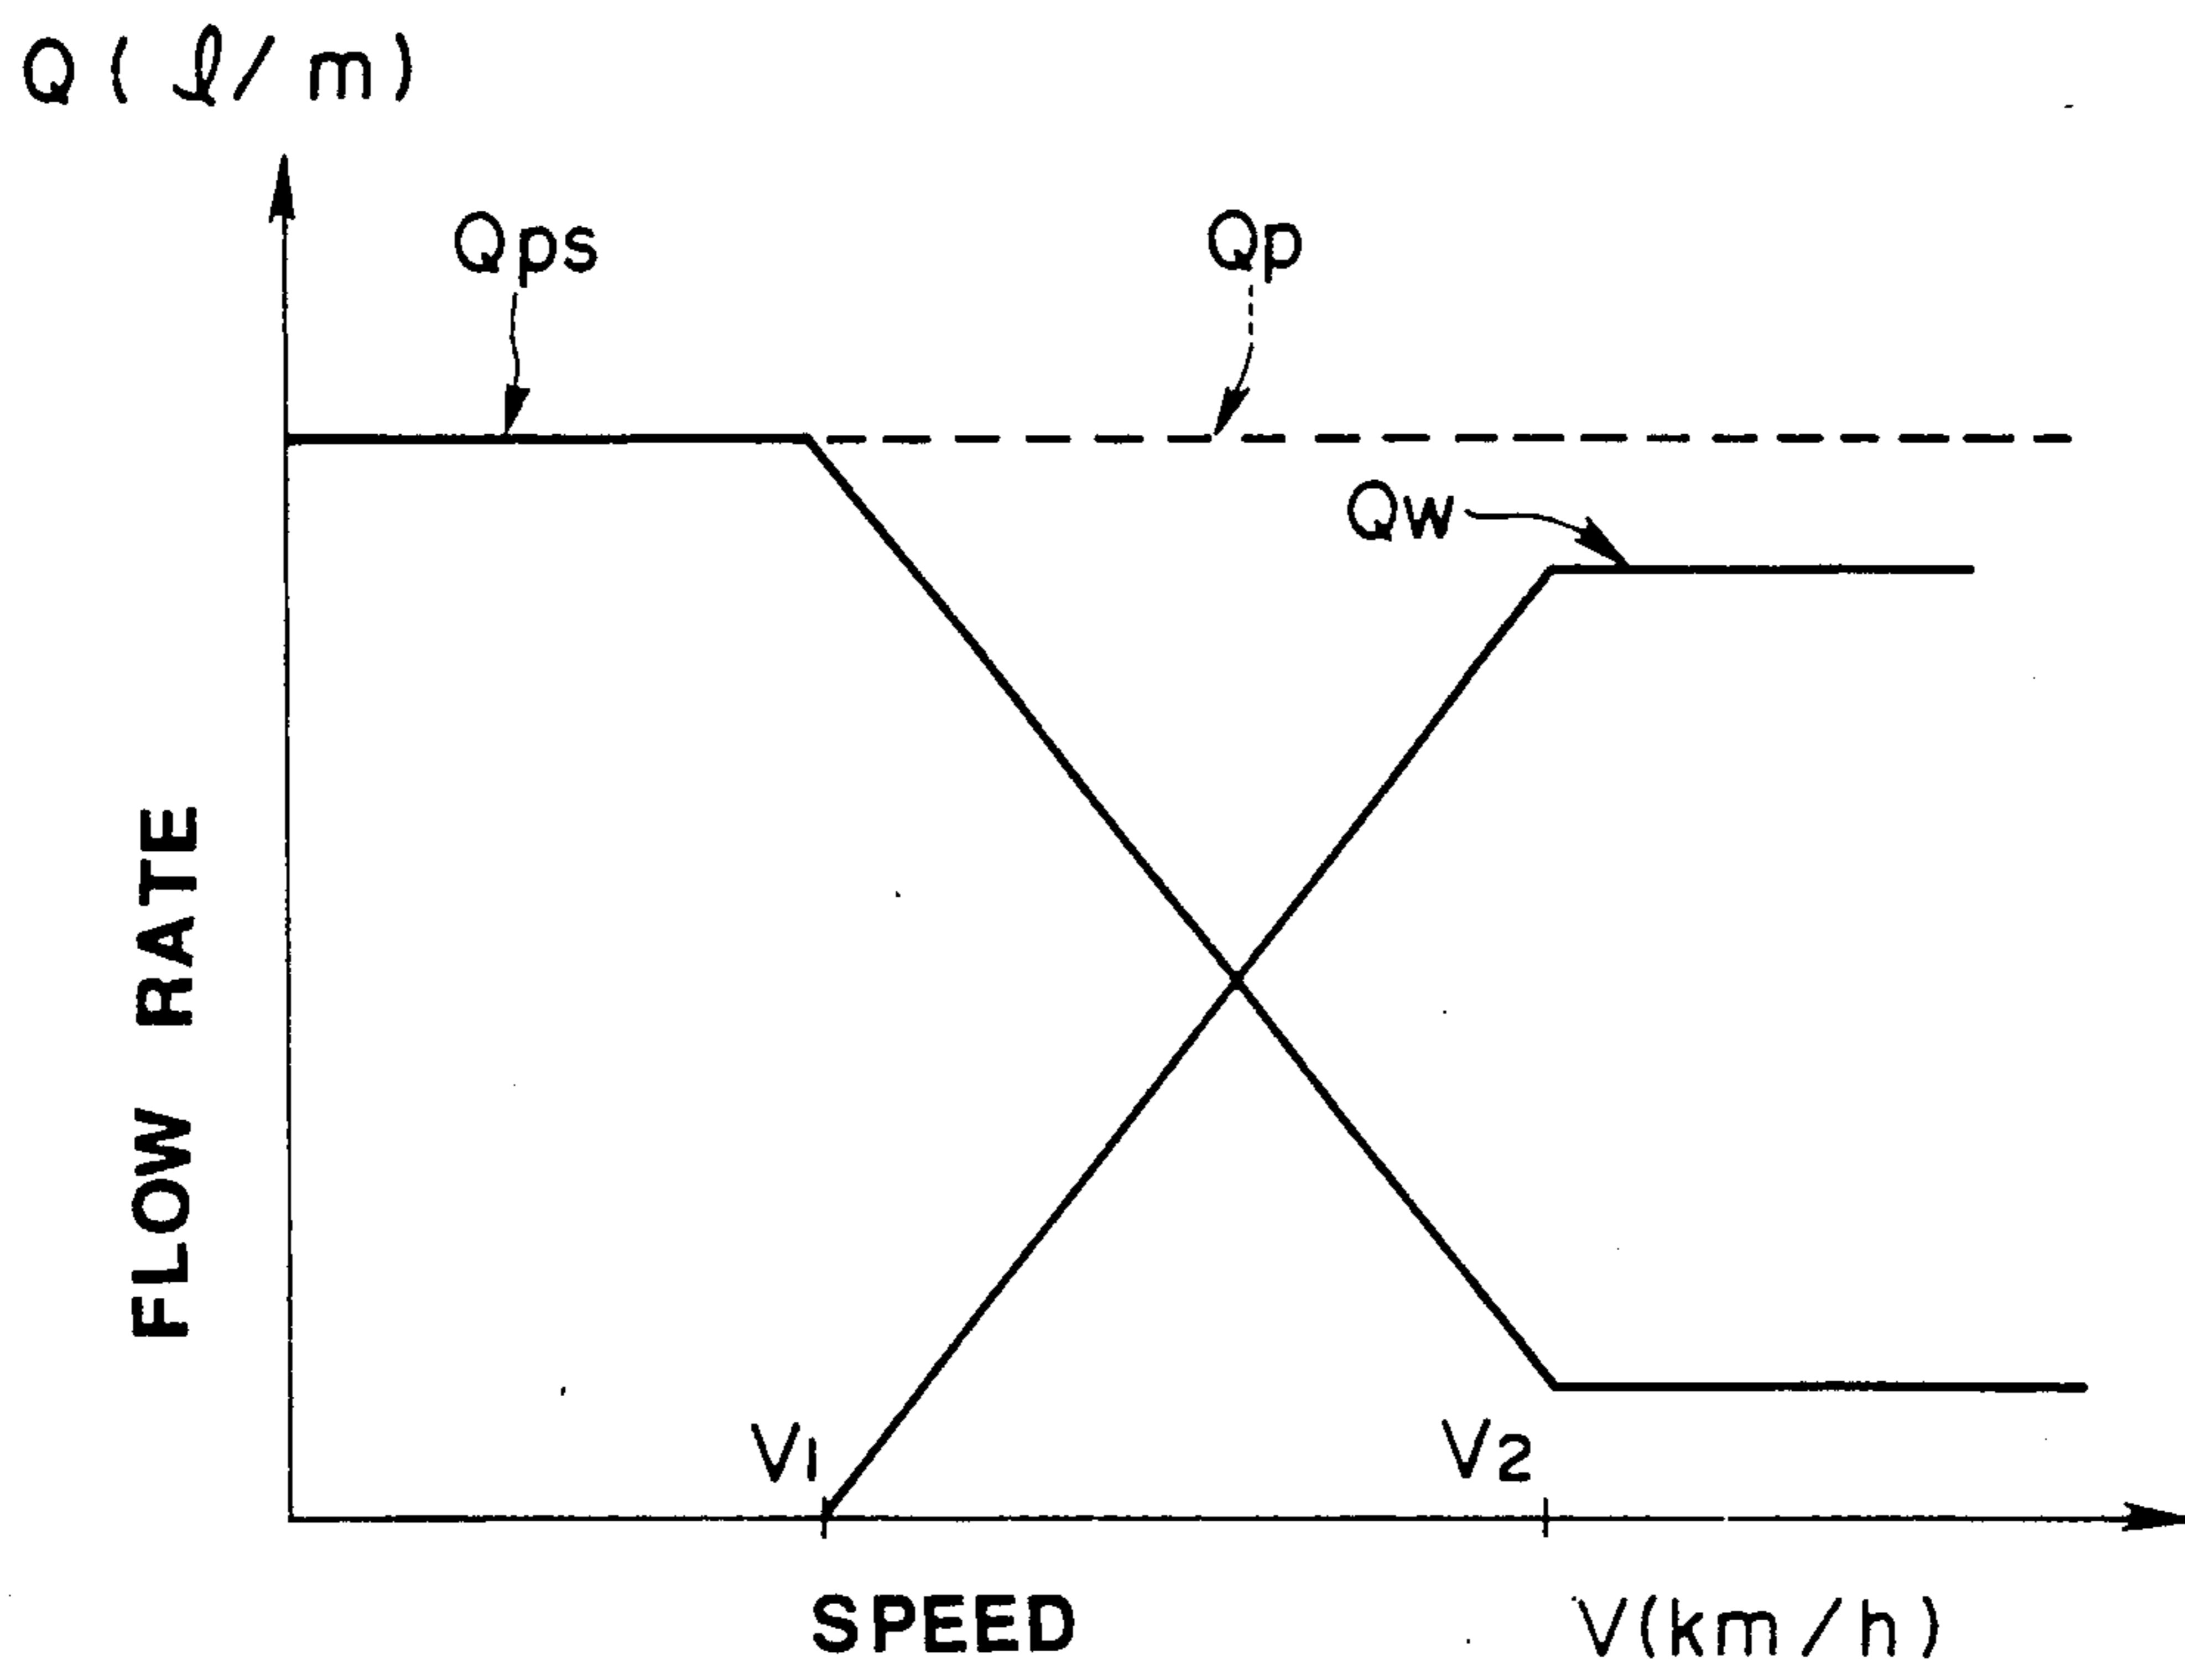 Q (ℓ/m)
Qps
Qp
Qw
FLOW RATE
V1
V2
SPEED
V(km/h)